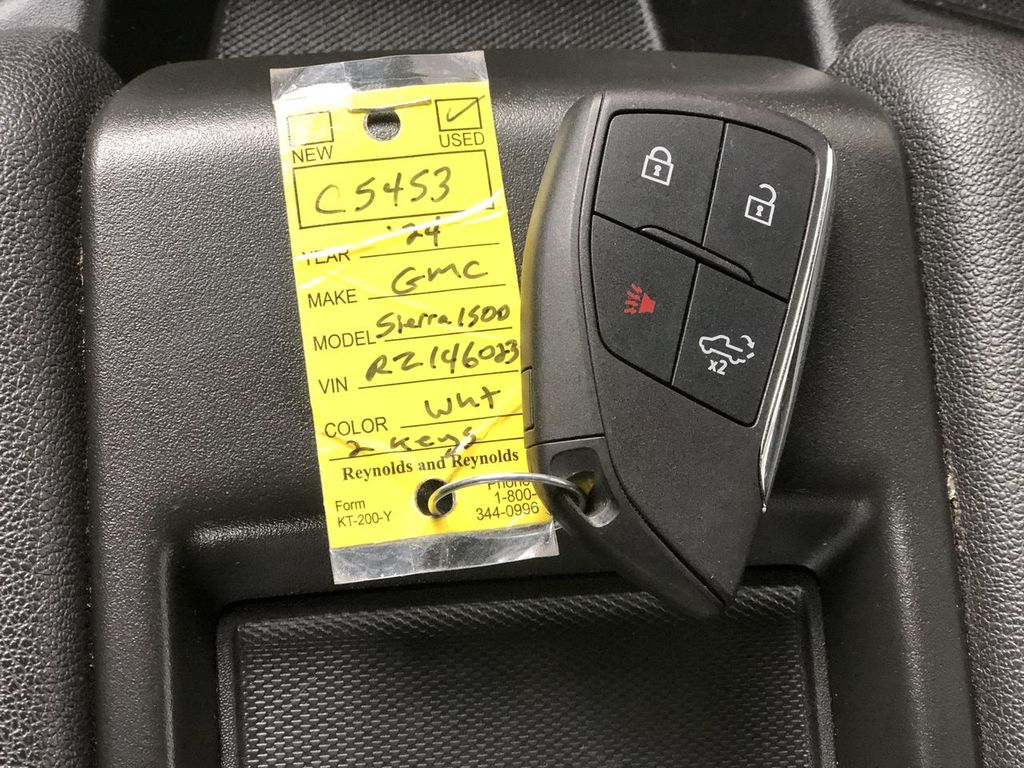 NEW ✓ USED
C5453
YEAR '24
MAKE GMC
MODEL Sierra 1500
VIN RZ146023
COLOR Wht
2 Keys
Reynolds and Reynolds
Form
KT-200-Y
Phone
1-800-
344-0996
x2